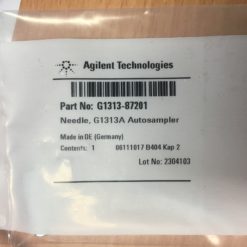 Agilent Technologies
Part No: G1313-87201
Needle, G1313A Autosampler
Made in DE (Germany)
Contents: 1 06111017 B404 Kap 2
Lot No: 2304103